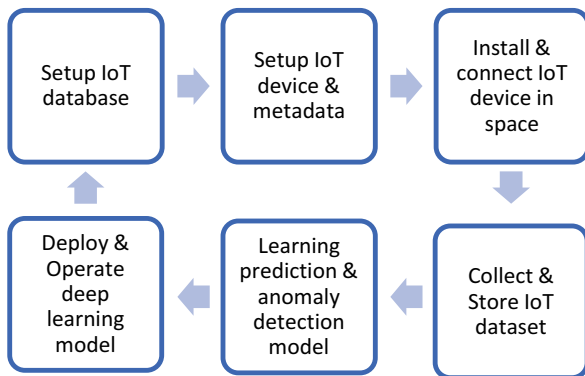 Setup IoT
database
Setup IoT
device &
metadata
Install &
connect IoT
device in
space
Deploy &
Operate
deep
learning
model
Learning
prediction &
anomaly
detection
model
Collect &
Store IoT
dataset